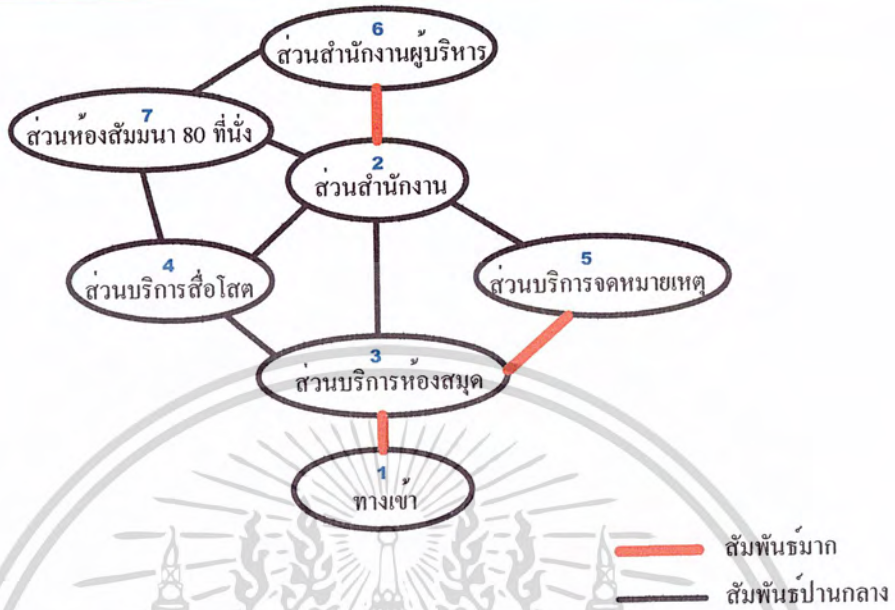 6
ส่วนสำนักงานผู้บริหาร
7
ส่วนห้องสัมมนา 80 ที่นั่ง
2
ส่วนสำนักงาน
4
ส่วนบริการสื่อโสต
5
ส่วนบริการจดหมายเหตุ
3
ส่วนบริการห้องสมุด
1
ทางเข้า
สัมพันธ์มาก
สัมพันธ์ปานกลาง